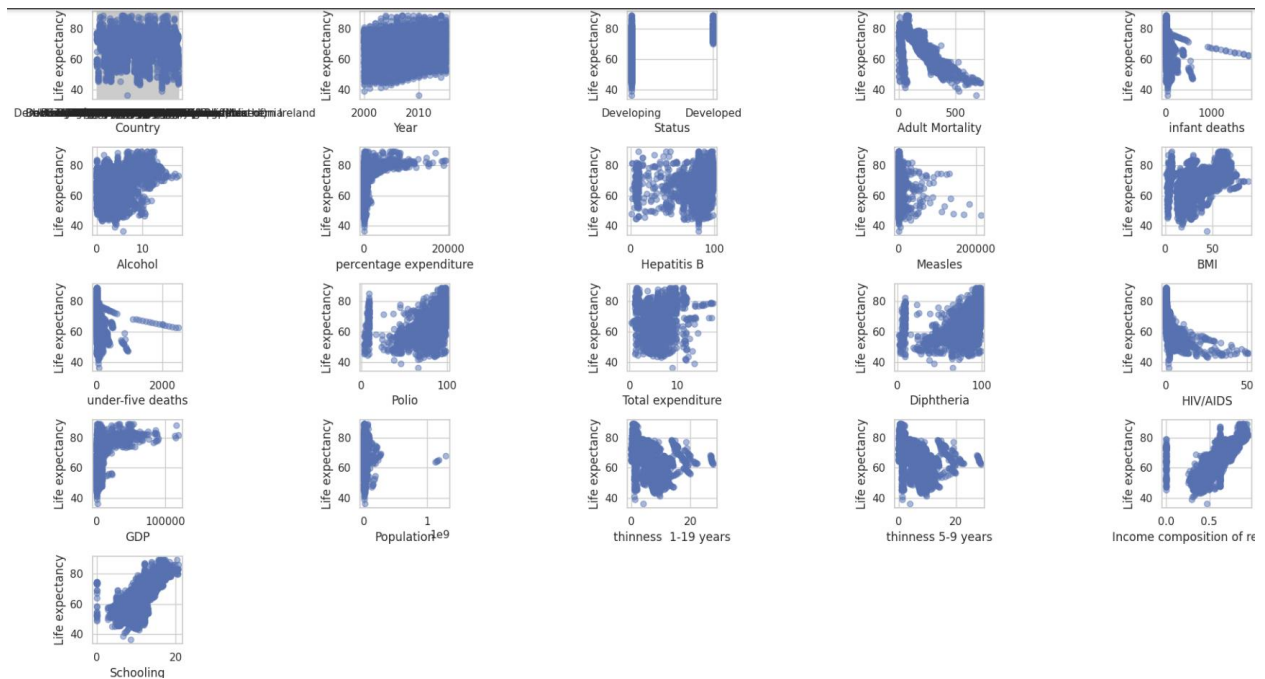 Life expectancy 80 60 40 Ireland Country
Life expectancy 80 60 40 2000 2010 Year
Life expectancy 80 60 40 Developing Developed Status
Life expectancy 80 60 40 0 500 Adult Mortality
Life expectancy 80 60 40 0 1000 infant deaths
Life expectancy 80 60 40 0 10 Alcohol
Life expectancy 80 60 40 0 20000 percentage expenditure
Life expectancy 80 60 40 0 100 Hepatitis B
Life expectancy 80 60 40 0 200000 Measles
Life expectancy 80 60 40 0 50 BMI
Life expectancy 80 60 40 0 2000 under-five deaths
Life expectancy 80 60 40 0 100 Polio
Life expectancy 80 60 40 0 10 Total expenditure
Life expectancy 80 60 40 0 100 Diphtheria
Life expectancy 80 60 40 0 50 HIV/AIDS
Life expectancy 80 60 40 0 100000 GDP
Life expectancy 80 60 40 0 1 1e9 Population
Life expectancy 80 60 40 0 20 thinness 1-19 years
Life expectancy 80 60 40 0 20 thinness 5-9 years
Life expectancy 80 60 40 0.0 0.5 Income composition of re
Life expectancy 80 60 40 0 20 Schooling